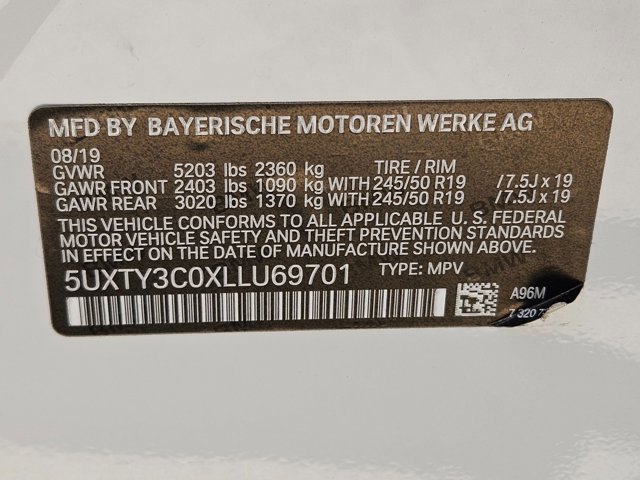 MFD BY BAYERISCHE MOTOREN WERKE AG
08/19
GVWR 5203 lbs 2360 kg TIRE / RIM
GAWR FRONT 2403 lbs 1090 kg WITH 245/50 R19 /7.5J x 19
GAWR REAR 3020 lbs 1370 kg WITH 245/50 R19 /7.5J x 19
THIS VEHICLE CONFORMS TO ALL APPLICABLE U. S. FEDERAL
MOTOR VEHICLE SAFETY AND THEFT PREVENTION STANDARDS
IN EFFECT ON THE DATE OF MANUFACTURE SHOWN ABOVE.
5UXTY3C0XLLU69701 TYPE: MPV
A96M
7 320